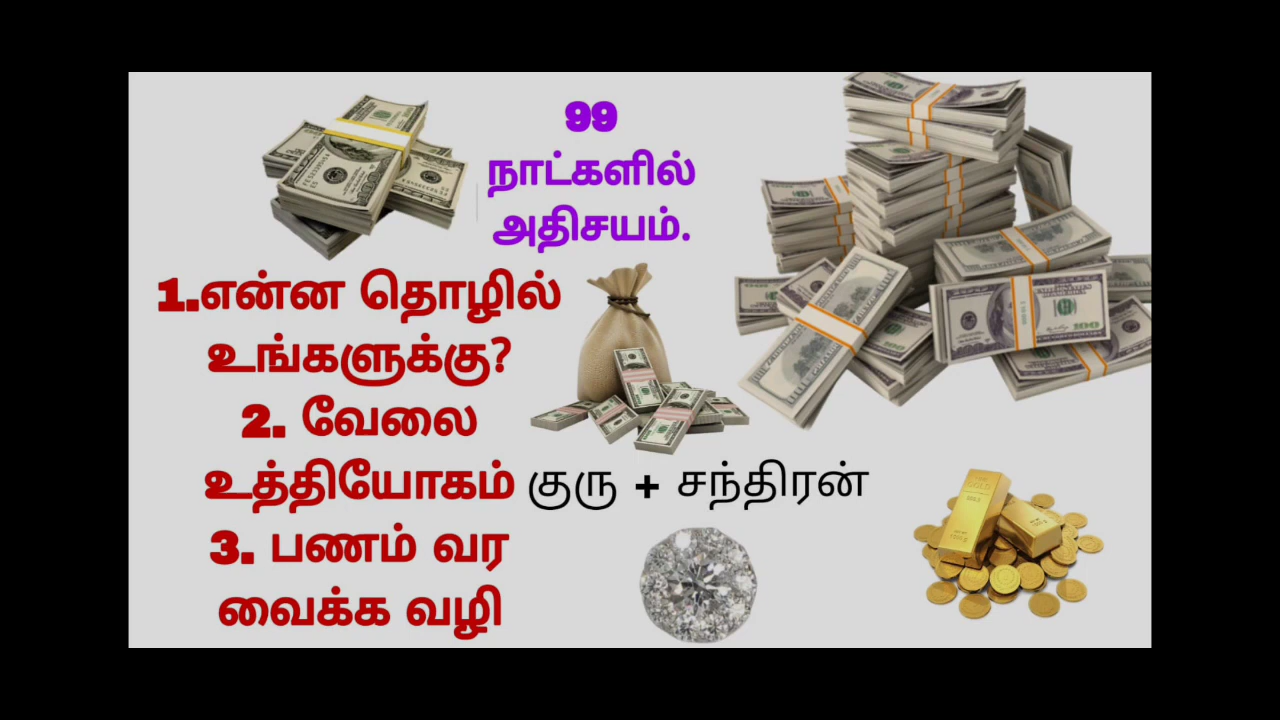 99
நாட்களில்
அதிசயம்.
1.என்ன தொழில்
உங்களுக்கு?
2. வேலை
உத்தியோகம்
3. பணம் வர
வைக்க வழி
குரு + சந்திரன்